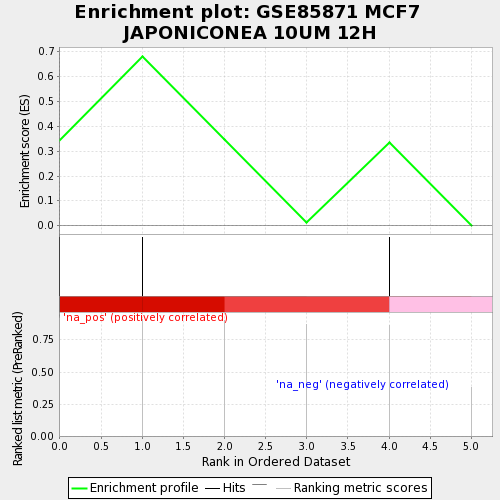 Enrichment plot: GSE85871 MCF7
JAPONICONEA 10UM 12H
Enrichment score (ES)
0.7
0.6
0.5
0.4
0.3
0.2
0.1
0.0
'na_pos' (positively correlated)
Ranked list metric (PreRanked)
0.75
0.50
0.25
0.00
'na_neg' (negatively correlated)
0.0 0.5 1.0 1.5 2.0 2.5 3.0 3.5 4.0 4.5 5.0
Rank in Ordered Dataset
Enrichment profile Hits Ranking metric scores